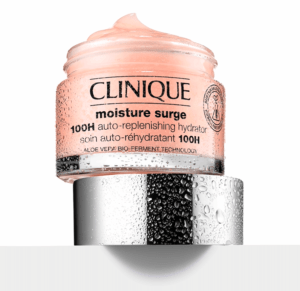 CLINIQUE
moisture surge
100H auto-replenishing hydrator
soin auto-réhydratant 100H
ALOE VERA BIO-FERMENT TECHNOLOGY